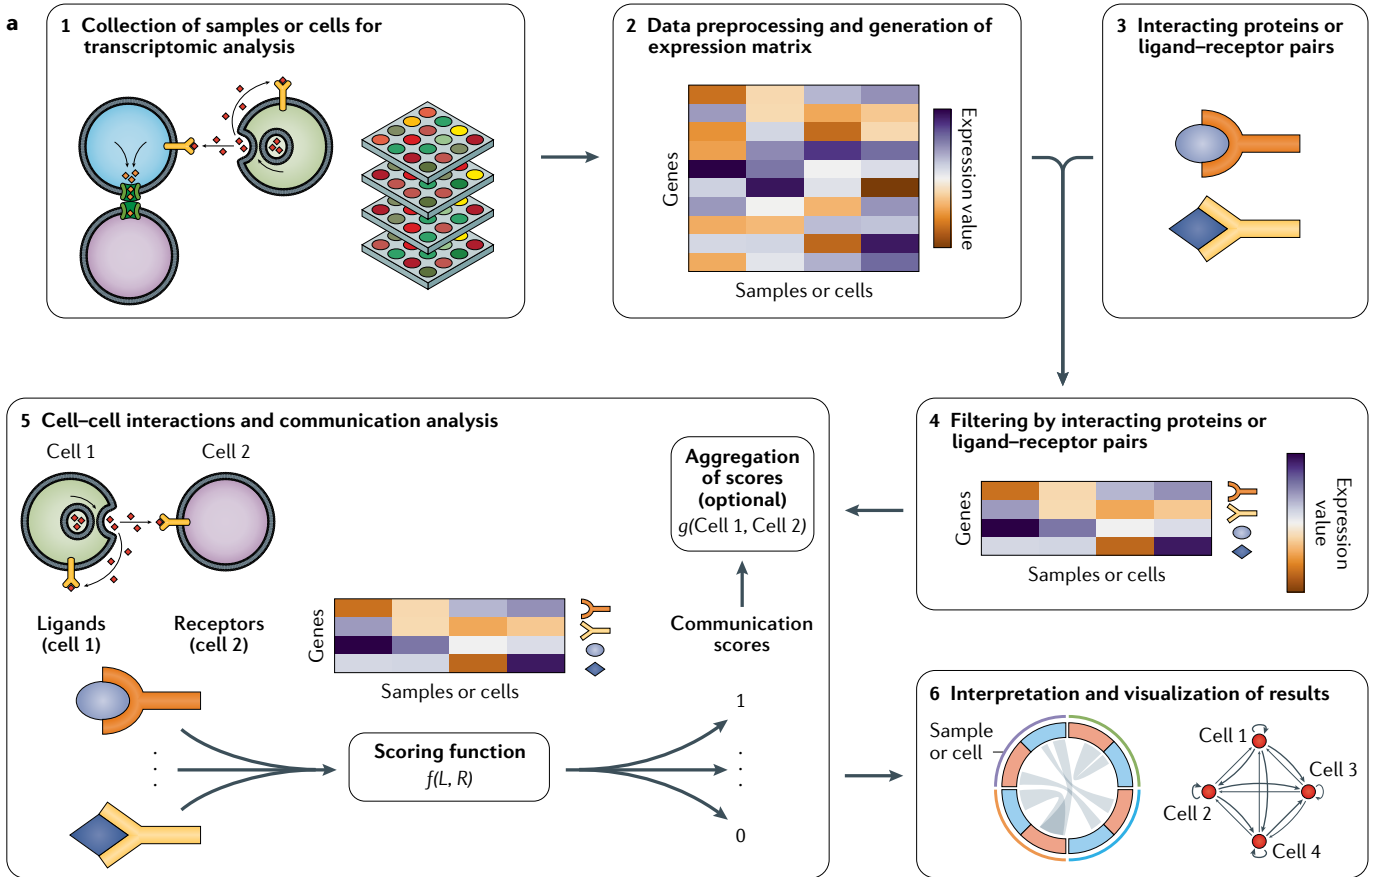 a
1 Collection of samples or cells for
transcriptomic analysis
2 Data preprocessing and generation of
expression matrix
Genes
Samples or cells
Expression value
3 Interacting proteins or
ligand–receptor pairs
4 Filtering by interacting proteins or
ligand–receptor pairs
Genes
Samples or cells
Expression
value
5 Cell–cell interactions and communication analysis
Cell 1
Cell 2
Ligands
(cell 1)
Receptors
(cell 2)
Genes
Samples or cells
Scoring function
f(L, R)
Aggregation
of scores
(optional)
g(Cell 1, Cell 2)
Communication
scores
1
0
6 Interpretation and visualization of results
Sample
or cell
Cell 1
Cell 3
Cell 2
Cell 4